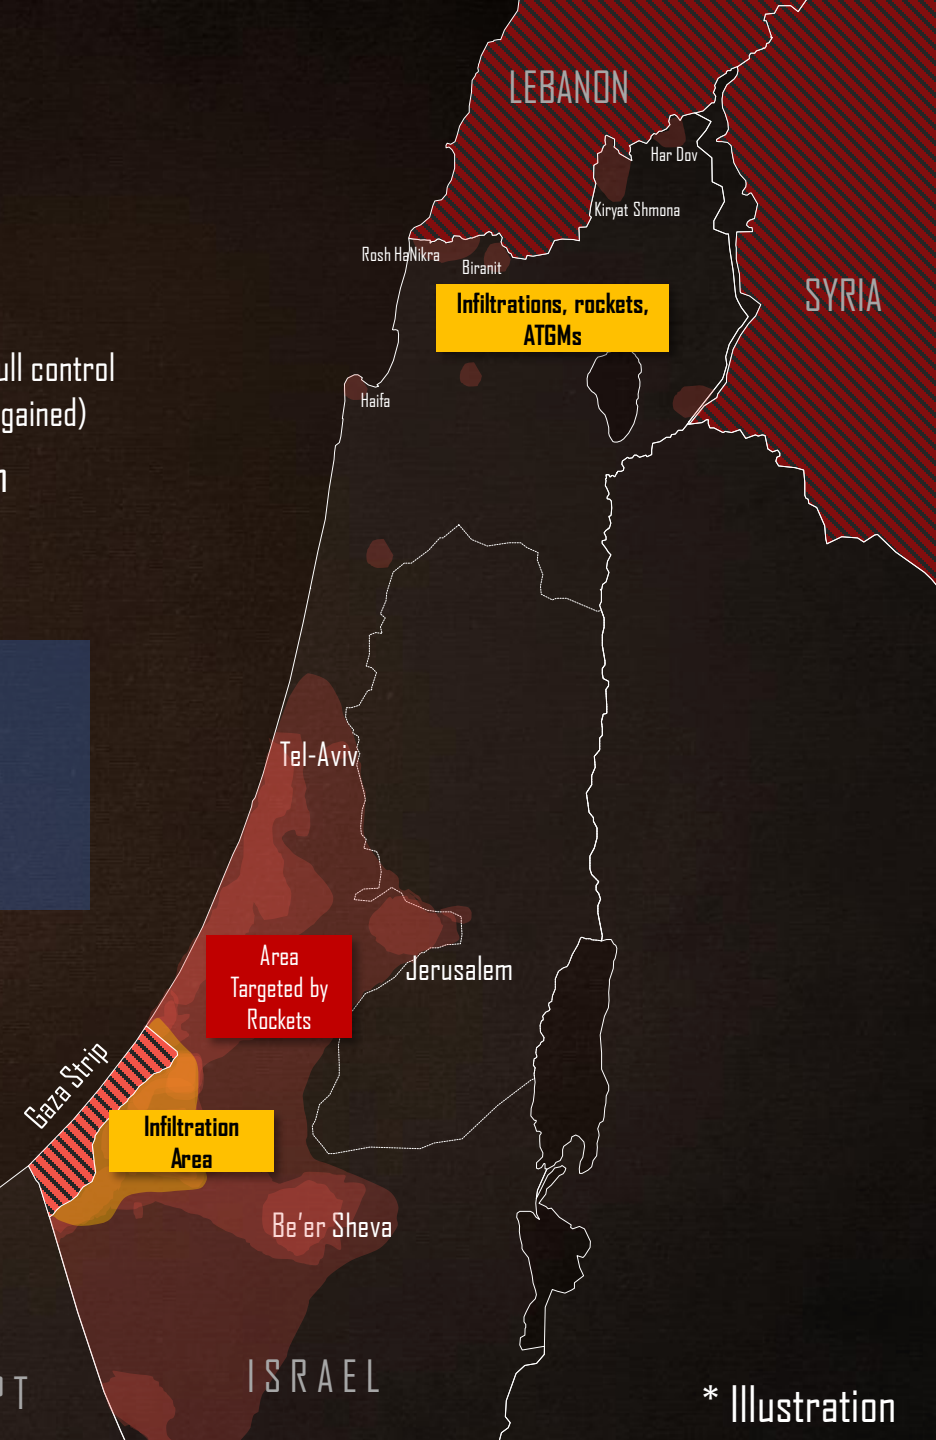 LEBANON
Har Dov
Kiryat Shmona
Rosh HaNikra
Biranit
SYRIA
Infiltrations, rockets,
ATGMs
control
gained)
Haifa
Tel-Aviv
Area
Targeted by
Rockets
Jerusalem
Gaza Strip
Infiltration
Area
Be'er Sheva
ISRAEL
* Illustration